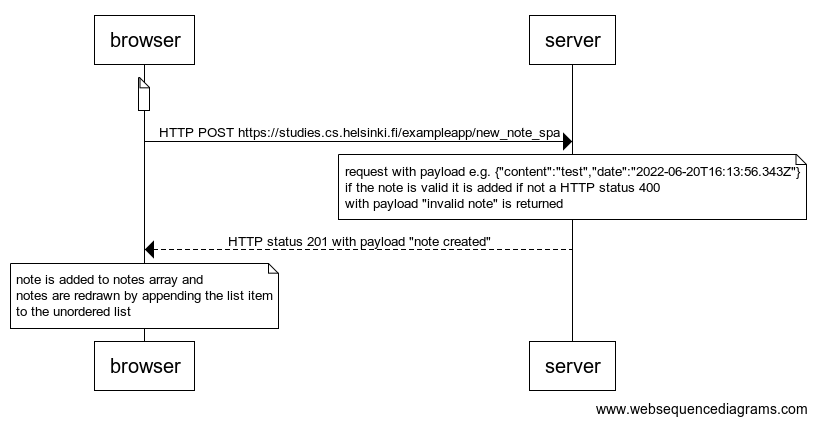 browser
server
HTTP POST https://studies.cs.helsinki.fi/exampleapp/new_note_spa
request with payload e.g. {"content":"test","date":"2022-06-20T16:13:56.343Z"}
if the note is valid it is added if not a HTTP status 400
with payload "invalid note" is returned
HTTP status 201 with payload "note created"
note is added to notes array and
notes are redrawn by appending the list item
to the unordered list
browser
server
www.websequencediagrams.com